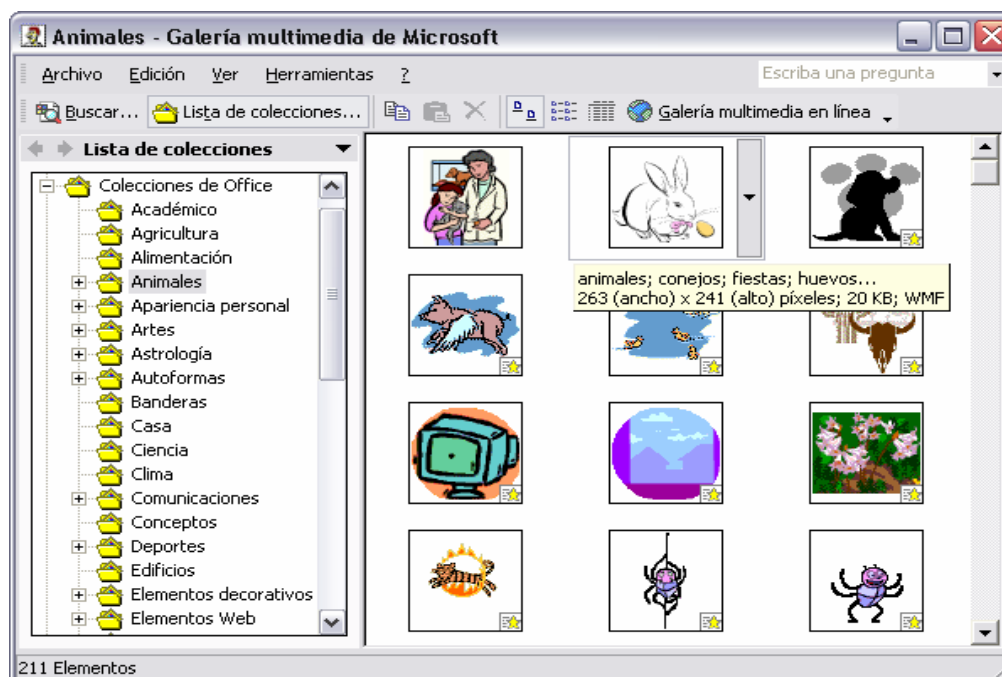 Animales - Galería multimedia de Microsoft
Archivo Edición Ver Herramientas ? Escriba una pregunta
Buscar... Lista de colecciones... Galería multimedia en línea
Lista de colecciones
Colecciones de Office
Académico
Agricultura
Alimentación
Animales
Apariencia personal
Artes
Astrología
Autoformas
Banderas
Casa
Ciencia
Clima
Comunicaciones
Conceptos
Deportes
Edificios
Elementos decorativos
Elementos Web
animales; conejos; fiestas; huevos...
263 (ancho) x 241 (alto) píxeles; 20 KB; WMF
211 Elementos